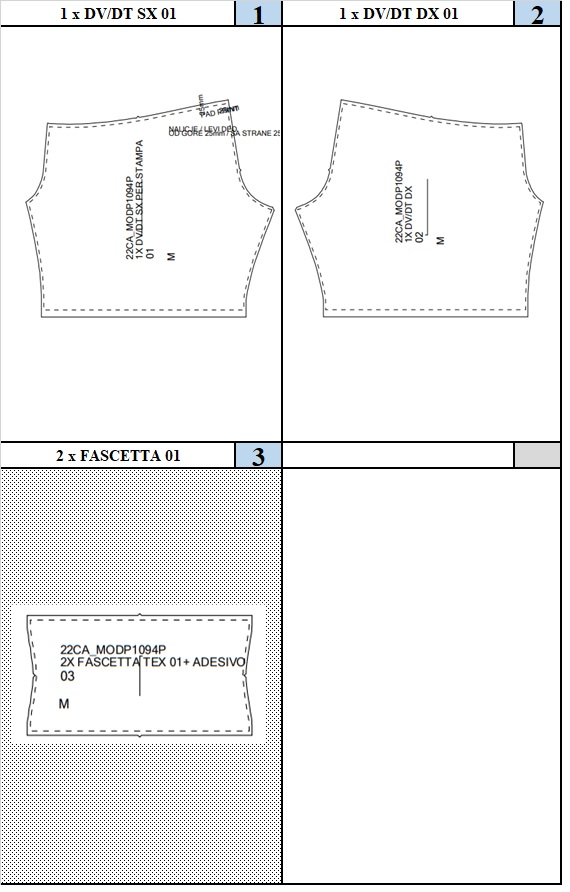 1 x DV/DT SX 01
1
1 x DV/DT DX 01
2
25mm
PAD PRINT
NALICJE / LEVI DEO
OD GORE 25mm / SA STRANE 25
22CA_MODP1094P
1X DV/DT SX PER STAMPA
01
M
22CA_MODP1094P
1X DV/DT DX
02
M
2 x FASCETTA 01
3
22CA_MODP1094P
2X FASCETTA TEX 01+ ADESIVO
03
M